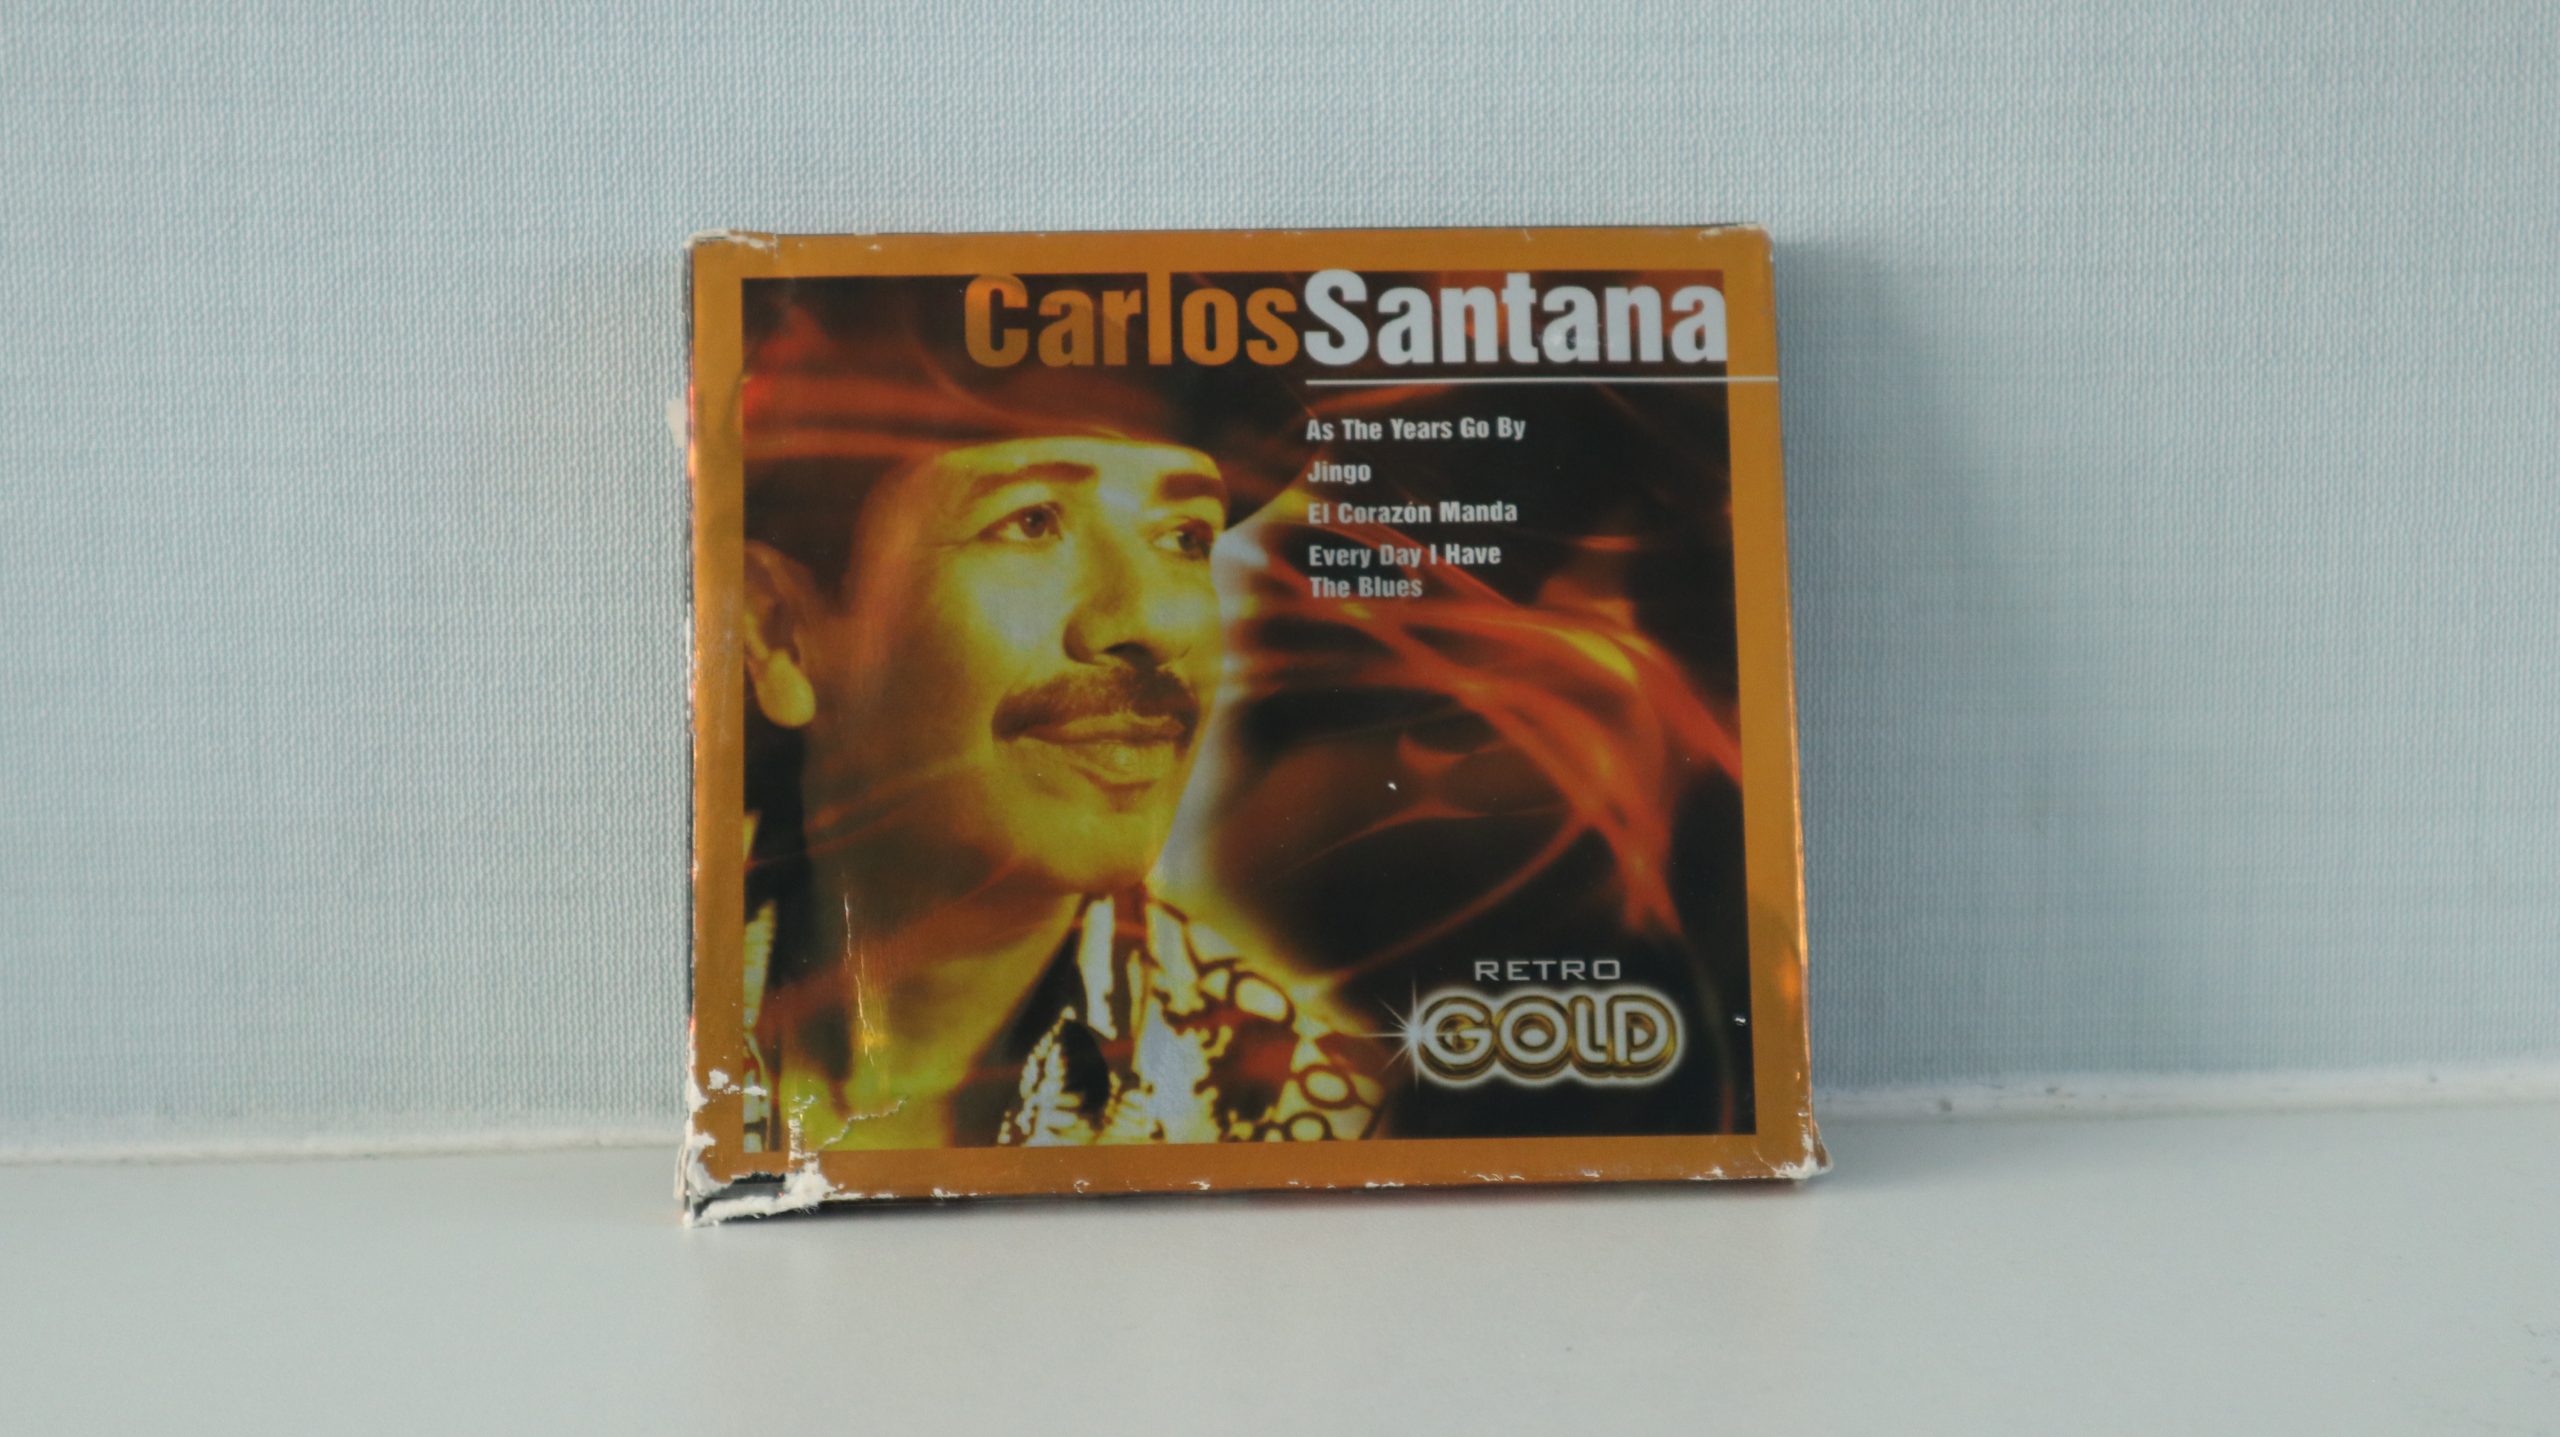 CarlosSantana
As The Years Go By
Jingo
El Corazón Manda
Every Day I Have
The Blues
RETRO
GOLD